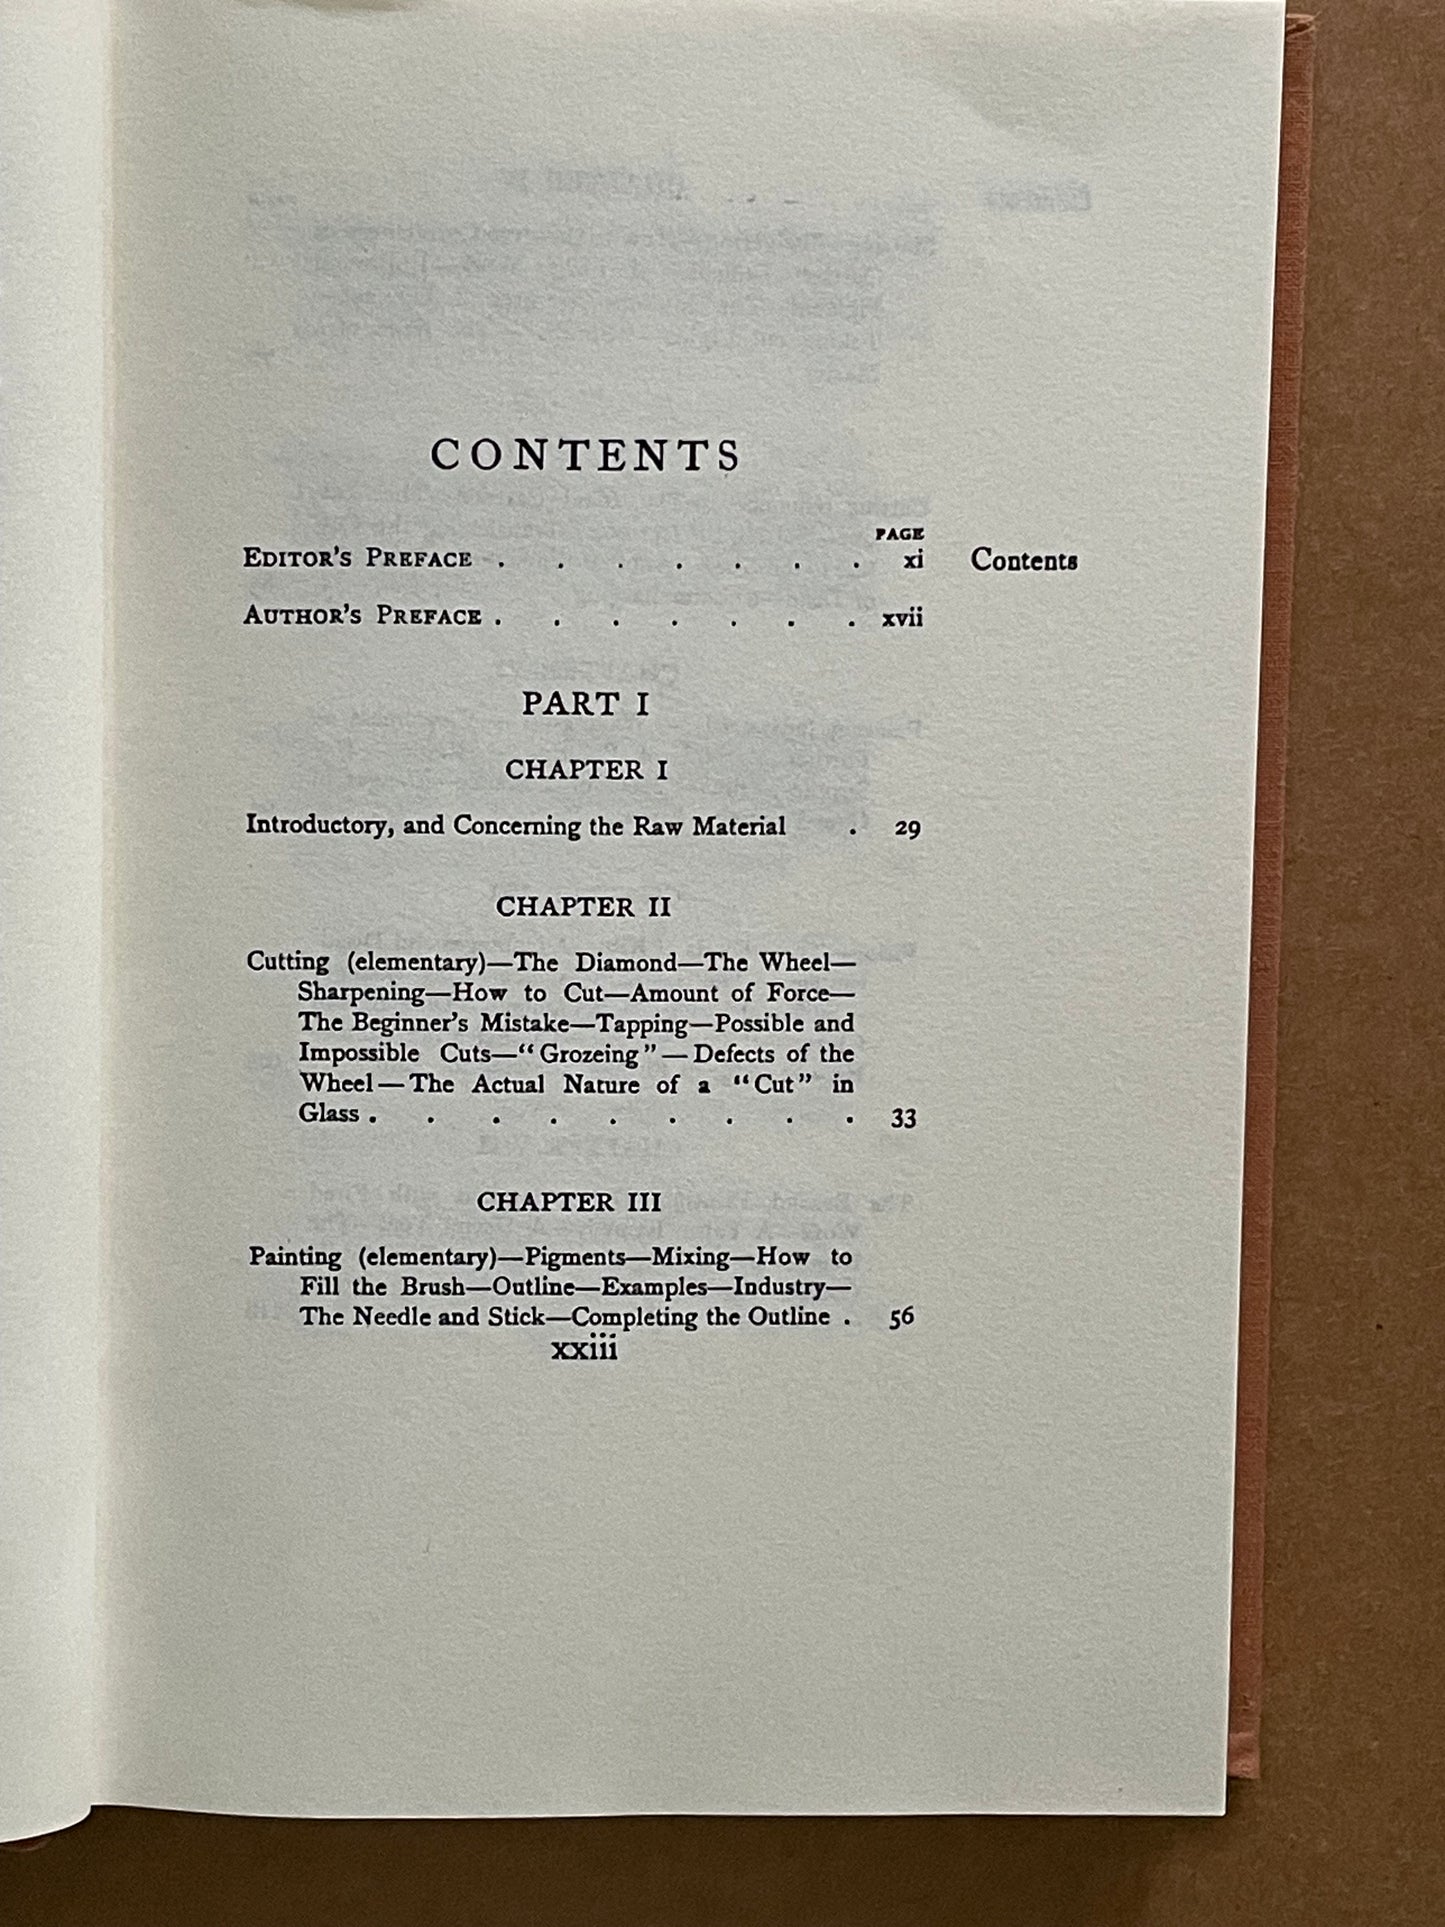 CONTENTS
PAGE
EDITOR'S PREFACE . . . . . . . xi
Contents
AUTHOR'S PREFACE . . . . . . . xvii
PART I
CHAPTER I
Introductory, and Concerning the Raw Material . 29
CHAPTER II
Cutting (elementary)—The Diamond—The Wheel—
Sharpening—How to Cut—Amount of Force—
The Beginner's Mistake—Tapping—Possible and
Impossible Cuts—“Grozeing”—Defects of the
Wheel—The Actual Nature of a “Cut” in
Glass . . . . . . . . . 33
CHAPTER III
Painting (elementary)—Pigments—Mixing—How to
Fill the Brush—Outline—Examples—Industry—
The Needle and Stick—Completing the Outline . 56
xxiii